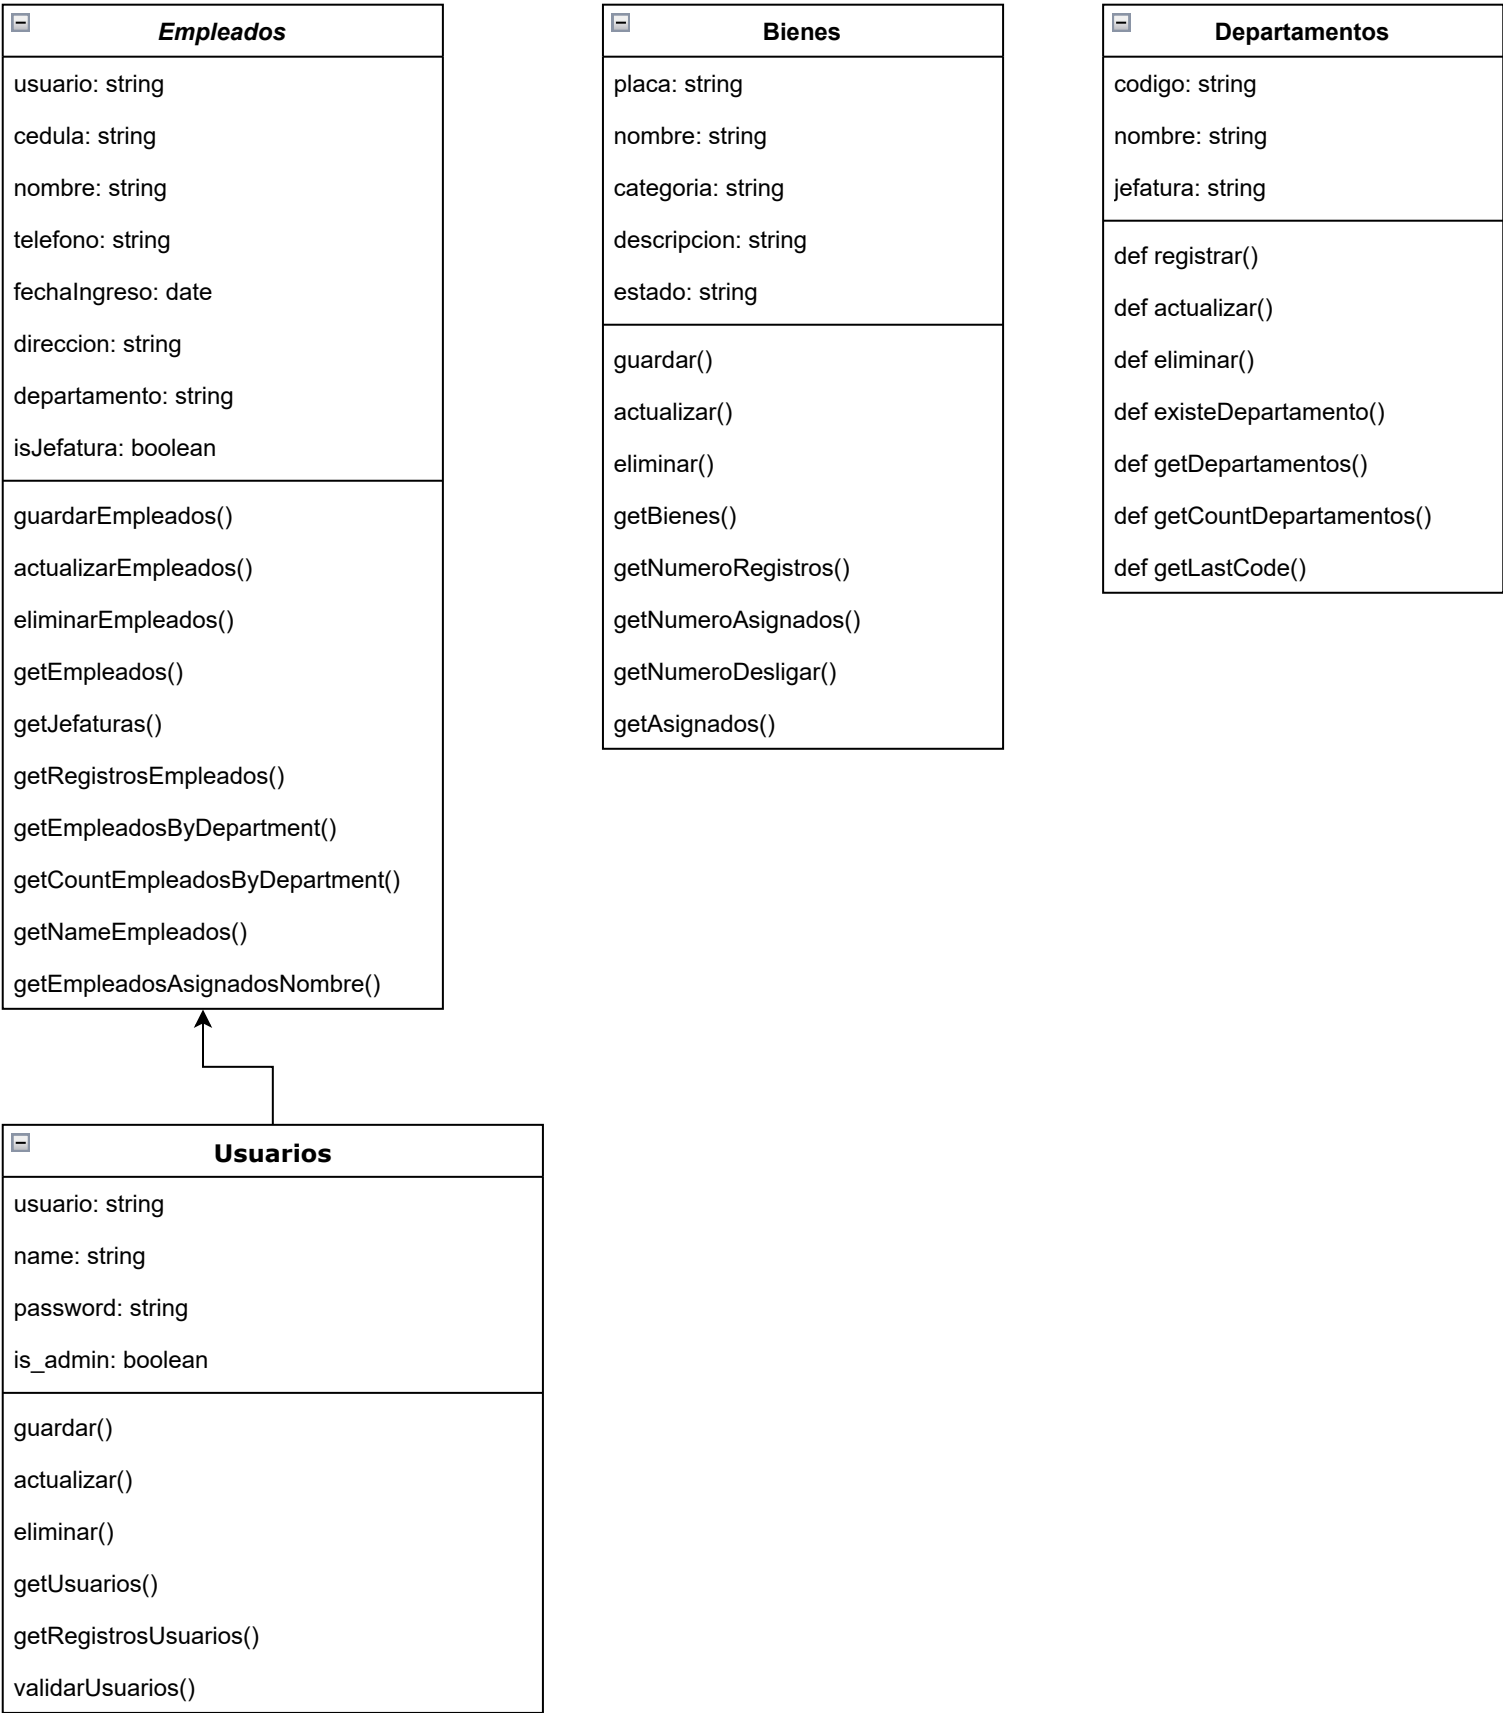 Empleados
usuario: string
cedula: string
nombre: string
telefono: string
fechaIngreso: date
direccion: string
departamento: string
isJefatura: boolean
guardarEmpleados()
actualizarEmpleados()
eliminarEmpleados()
getEmpleados()
getJefaturas()
getRegistrosEmpleados()
getEmpleadosByDepartment()
getCountEmpleadosByDepartment()
getNameEmpleados()
getEmpleadosAsignadosNombre()
Bienes
placa: string
nombre: string
categoria: string
descripcion: string
estado: string
guardar()
actualizar()
eliminar()
getBienes()
getNumeroRegistros()
getNumeroAsignados()
getNumeroDesligar()
getAsignados()
Departamentos
codigo: string
nombre: string
jefatura: string
def registrar()
def actualizar()
def eliminar()
def existeDepartamento()
def getDepartamentos()
def getCountDepartamentos()
def getLastCode()
Usuarios
usuario: string
name: string
password: string
is_admin: boolean
guardar()
actualizar()
eliminar()
getUsuarios()
getRegistrosUsuarios()
validarUsuarios()